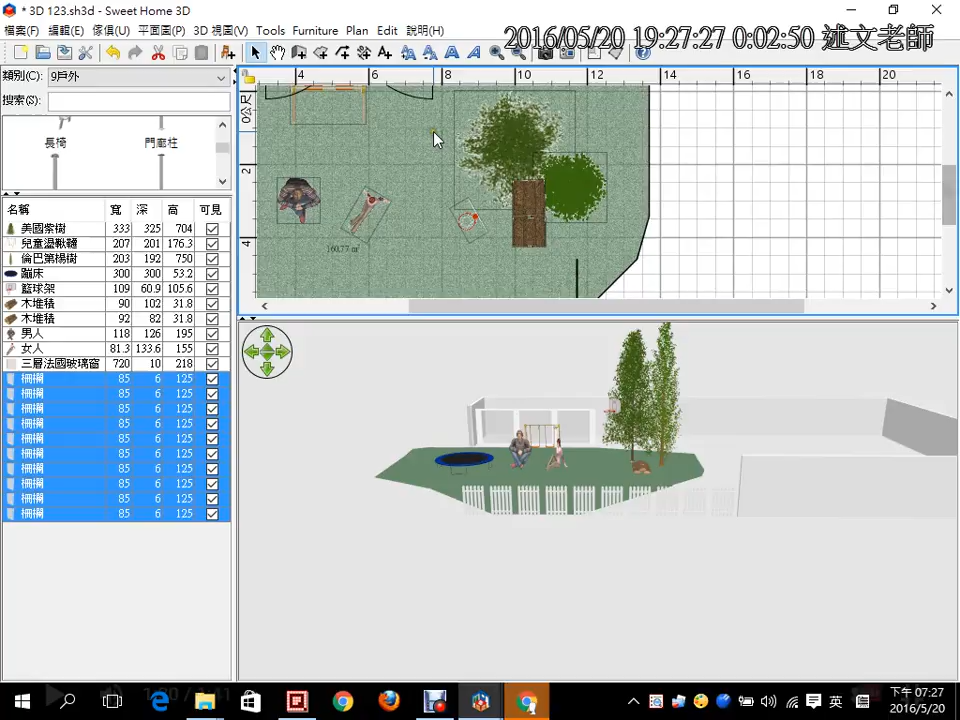 * 3D 123.sh3d - Sweet Home 3D
檔案(F) 編輯(E) 傢俱(U) 平面圖(P) 3D 視圖(V) Tools Furniture Plan Edit 說明(H)
2016/05/20 19:27:27 0:02:50 述文老師
類別(C): 9戶外
搜索(S):
長椅 門廊柱
4 6 8 10 12 14 16 18 20
0公尺
2
4
160.77 m²
名稱 寬 深 高 可見
美國紫樹 333 325 704
兒童盪鞦韆 207 201 176.3
倫巴第楊樹 203 192 750
蹦床 300 300 53.2
籃球架 109 60.9 105.6
木堆積 90 102 31.8
木堆積 92 82 31.8
男人 118 126 195
女人 81.3 133.6 155
三層法國玻璃窗 720 10 218
柵欄 85 6 125
柵欄 85 6 125
柵欄 85 6 125
柵欄 85 6 125
柵欄 85 6 125
柵欄 85 6 125
柵欄 85 6 125
柵欄 85 6 125
柵欄 85 6 125
柵欄 85 6 125
英
下午 07:27
2016/5/20